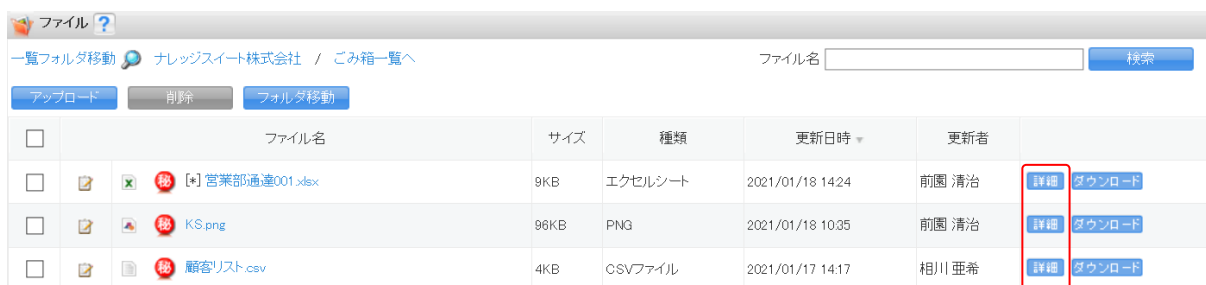 ファイル ?
一覧フォルダ移動 ナレッジスイート株式会社 / ごみ箱一覧へ ファイル名 検索
アップロード 削除 フォルダ移動
ファイル名 サイズ 種類 更新日時 更新者
秘 [*] 営業部通達001.xlsx 9KB エクセルシート 2021/01/18 14:24 前園 清治 詳細 ダウンロード
秘 KS.png 96KB PNG 2021/01/18 10:35 前園 清治 詳細 ダウンロード
秘 顧客リスト.csv 4KB CSVファイル 2021/01/17 14:17 相川 亜希 詳細 ダウンロード